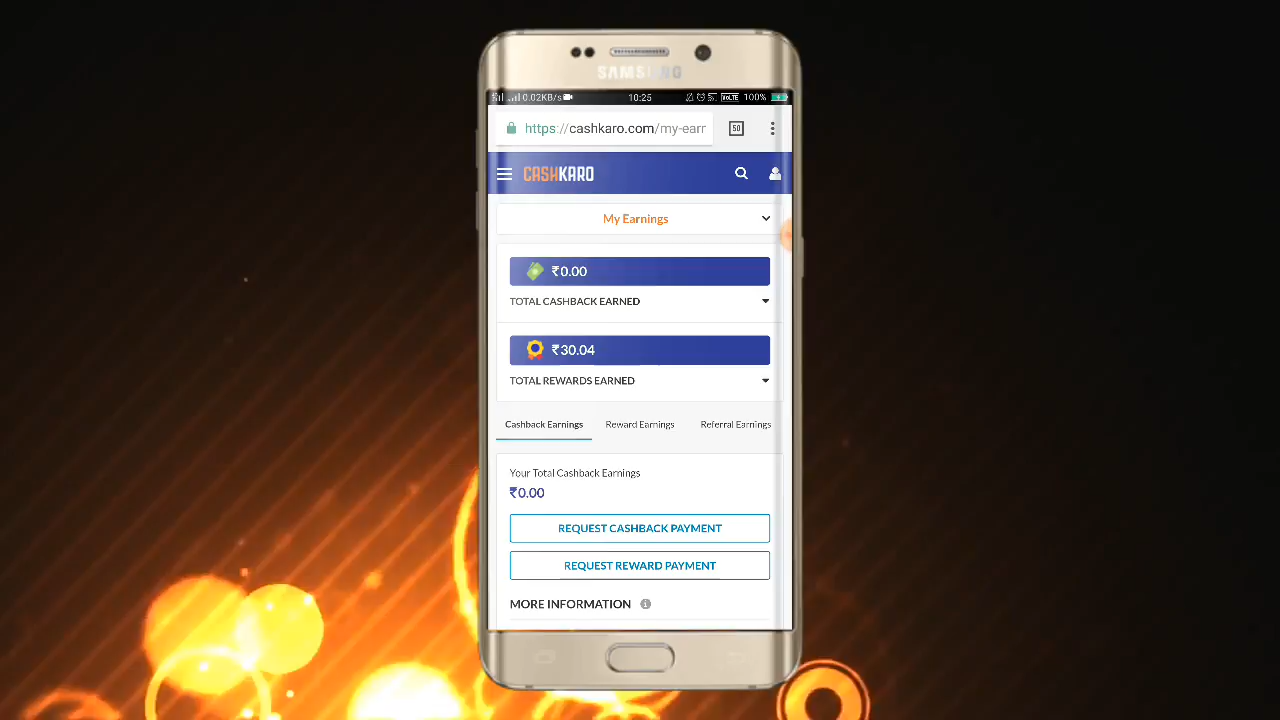 SAMSUNG
0.02KB/s 10:25 VoLTE 100%
https://cashkaro.com/my-earr 50
CASHKARO
My Earnings
₹0.00
TOTAL CASHBACK EARNED
₹30.04
TOTAL REWARDS EARNED
Cashback Earnings Reward Earnings Referral Earnings
Your Total Cashback Earnings
₹0.00
REQUEST CASHBACK PAYMENT
REQUEST REWARD PAYMENT
MORE INFORMATION